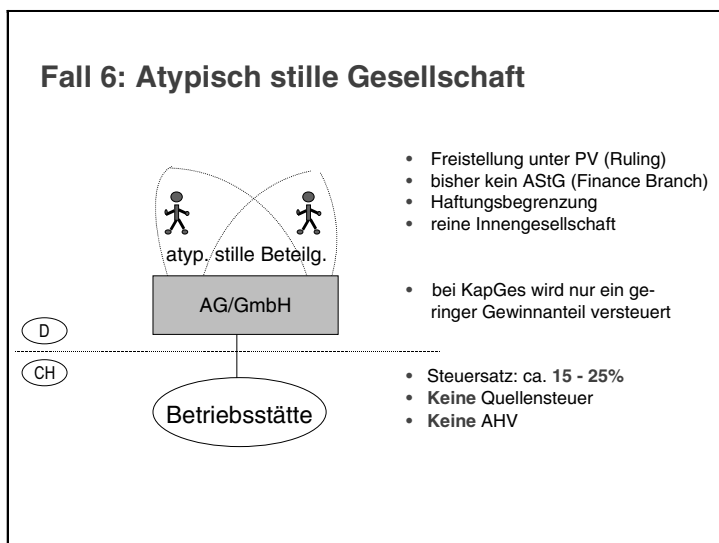 Fall 6: Atypisch stille Gesellschaft
• Freistellung unter PV (Ruling)
• bisher kein AStG (Finance Branch)
• Haftungsbegrenzung
• reine Innengesellschaft
atyp. stille Beteilg.
AG/GmbH
• bei KapGes wird nur ein ge-
ringer Gewinnanteil versteuert
D
CH
Betriebsstätte
• Steuersatz: ca. 15 - 25%
• Keine Quellensteuer
• Keine AHV